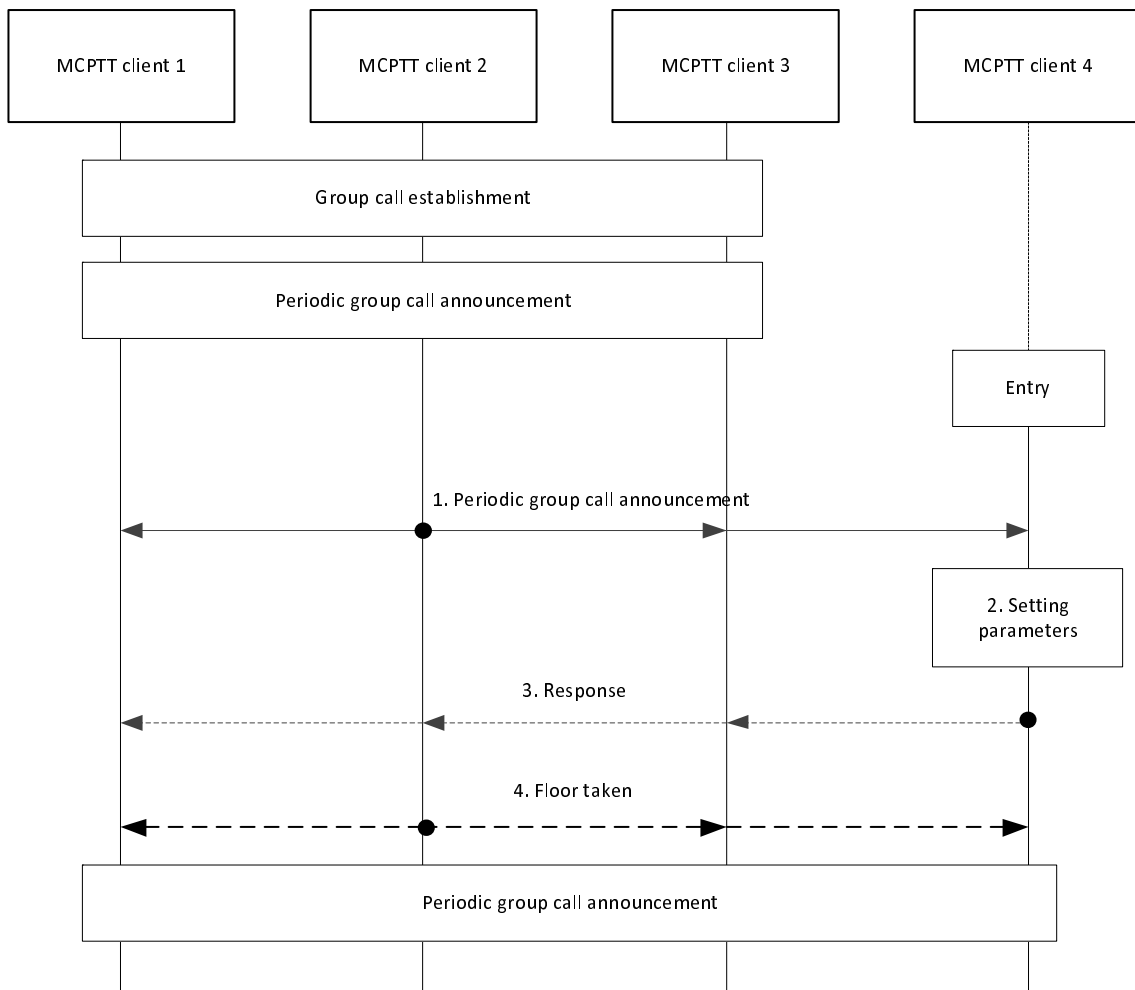 MCPTT client 1
MCPTT client 2
MCPTT client 3
MCPTT client 4
Group call establishment
Periodic group call announcement
Entry
1. Periodic group call announcement
2. Setting
parameters
3. Response
4. Floor taken
Periodic group call announcement